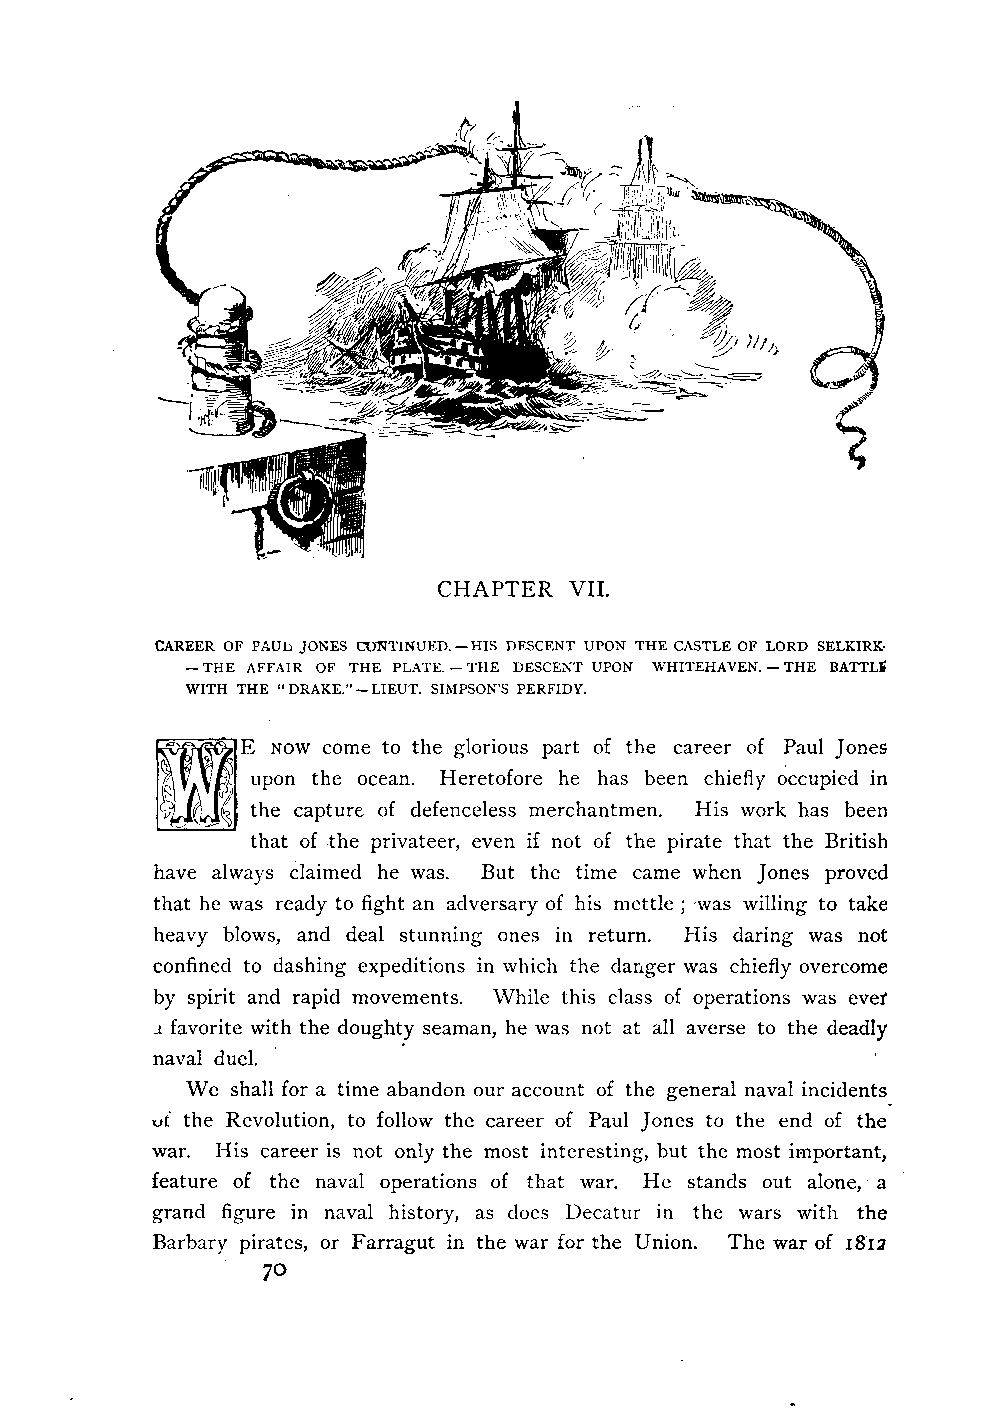 CHAPTER VII.
CAREER OF PAUL JONES CONTINUED.—HIS DESCENT UPON THE CASTLE OF LORD SELKIRK.
—THE AFFAIR OF THE PLATE.—THE DESCENT UPON WHITEHAVEN.—THE BATTLE
WITH THE "DRAKE."—LIEUT. SIMPSON'S PERFIDY.
WE NOW come to the glorious part of the career of Paul Jones
upon the ocean. Heretofore he has been chiefly occupied in
the capture of defenceless merchantmen. His work has been
that of the privateer, even if not of the pirate that the British
have always claimed he was. But the time came when Jones proved
that he was ready to fight an adversary of his mettle; was willing to take
heavy blows, and deal stunning ones in return. His daring was not
confined to dashing expeditions in which the danger was chiefly overcome
by spirit and rapid movements. While this class of operations was ever
a favorite with the doughty seaman, he was not at all averse to the deadly
naval duel.
We shall for a time abandon our account of the general naval incidents
of the Revolution, to follow the career of Paul Jones to the end of the
war. His career is not only the most interesting, but the most important,
feature of the naval operations of that war. He stands out alone, a
grand figure in naval history, as does Decatur in the wars with the
Barbary pirates, or Farragut in the war for the Union. The war of 1812
70